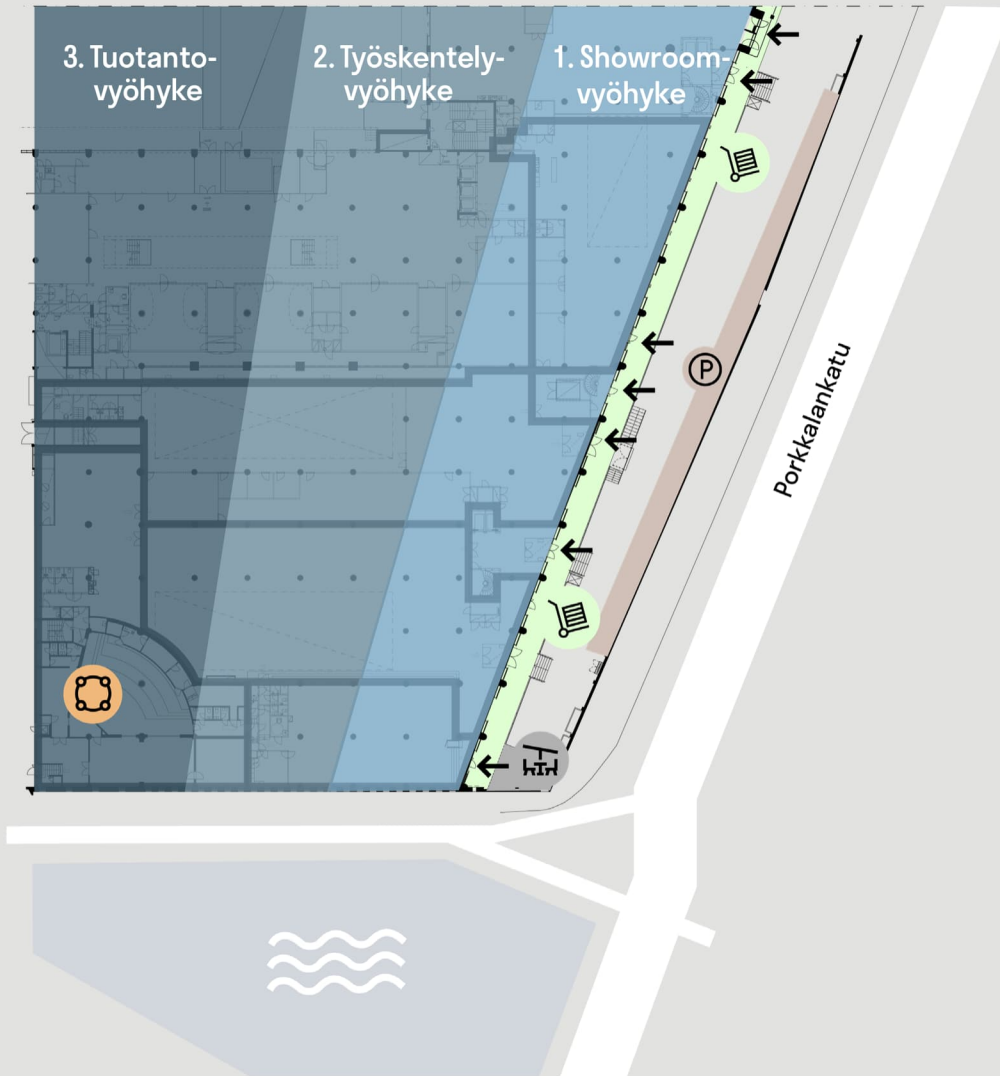 3. Tuotanto-
vyöhyke
2. Työskentely-
vyöhyke
1. Showroom-
vyöhyke
P
Porkkalankatu